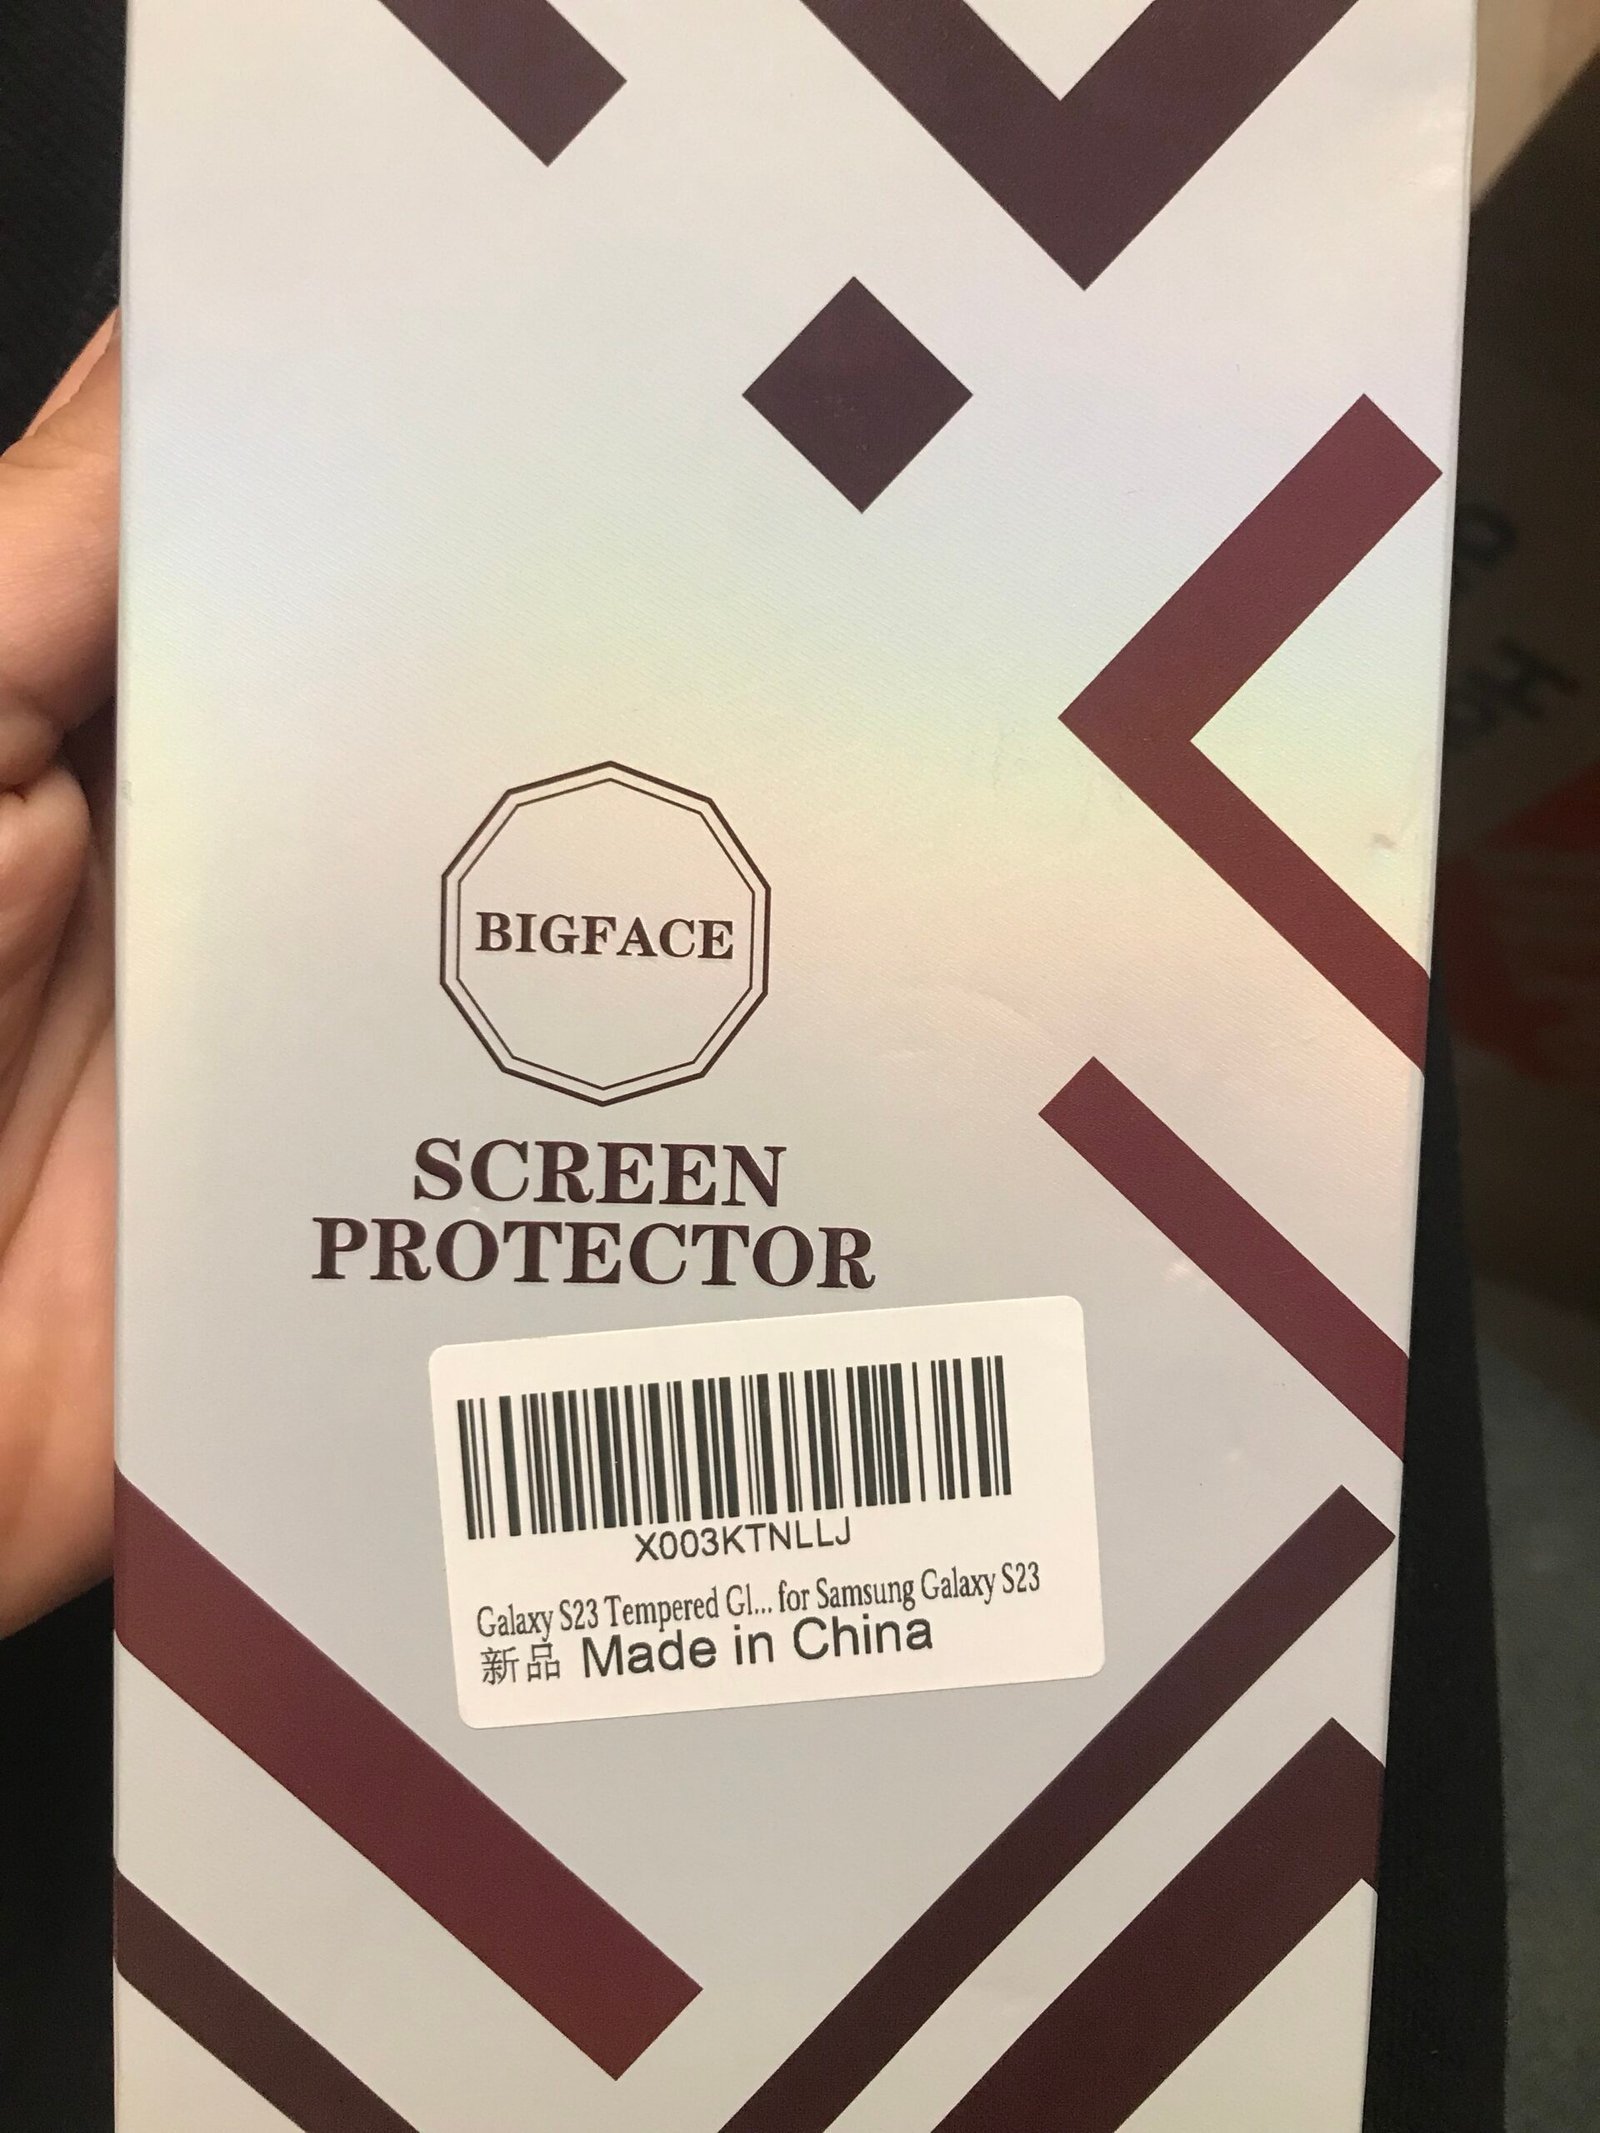 BIGFACE
SCREEN
PROTECTOR
X003KTNLLJ
Galaxy S23 Tempered Gl... for Samsung Galaxy S23
新品 Made in China